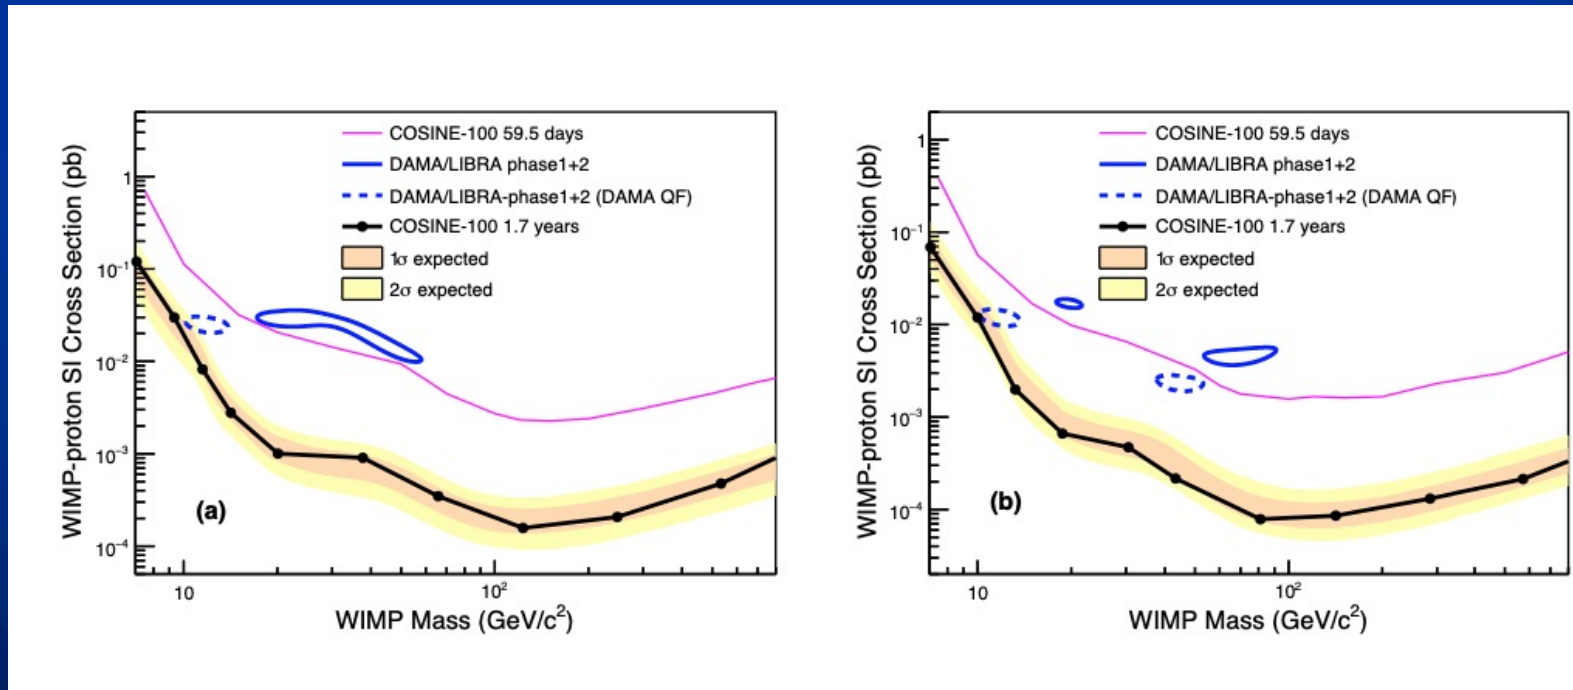 WIMP-proton SI Cross Section (pb)
1
10⁻¹
10⁻²
10⁻³
10⁻⁴
COSINE-100 59.5 days
DAMA/LIBRA phase1+2
DAMA/LIBRA-phase1+2 (DAMA QF)
COSINE-100 1.7 years
1σ expected
2σ expected
(a)
10
10²
WIMP Mass (GeV/c²)
WIMP-proton SI Cross Section (pb)
1
10⁻¹
10⁻²
10⁻³
10⁻⁴
COSINE-100 59.5 days
DAMA/LIBRA phase1+2
DAMA/LIBRA-phase1+2 (DAMA QF)
COSINE-100 1.7 years
1σ expected
2σ expected
(b)
10
10²
WIMP Mass (GeV/c²)